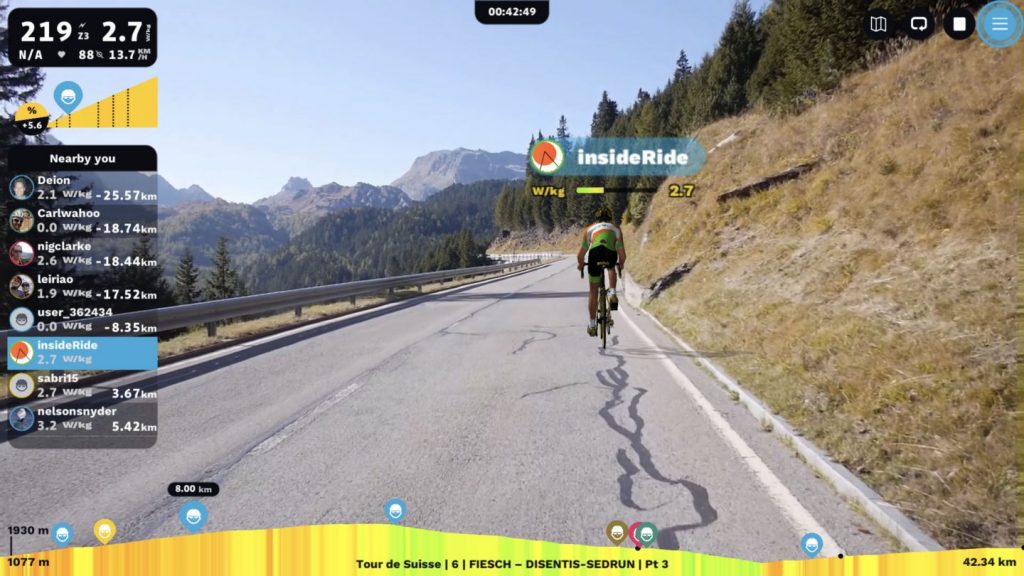 219 Z3 2.7
N/A 88 13.7 KM/H
00:42:49
%
+5.6
Nearby you
Deion
2.1 W/kg -25.57km
Carlwahoo
0.0 W/kg -18.74km
nigclarke
2.6 W/kg -18.44km
leiriao
1.9 W/kg -17.52km
user_362434
0.0 W/kg -8.35km
insideRide
2.7 W/kg
sabri15
2.7 W/kg 3.67km
nelsonsnyder
3.2 W/kg 5.42km
insideRide
W/kg 2.7
8.00 km
1930 m
1077 m
Tour de Suisse | 6 | FIESCH – DISENTIS-SEDRUN | Pt 3
42.34 km